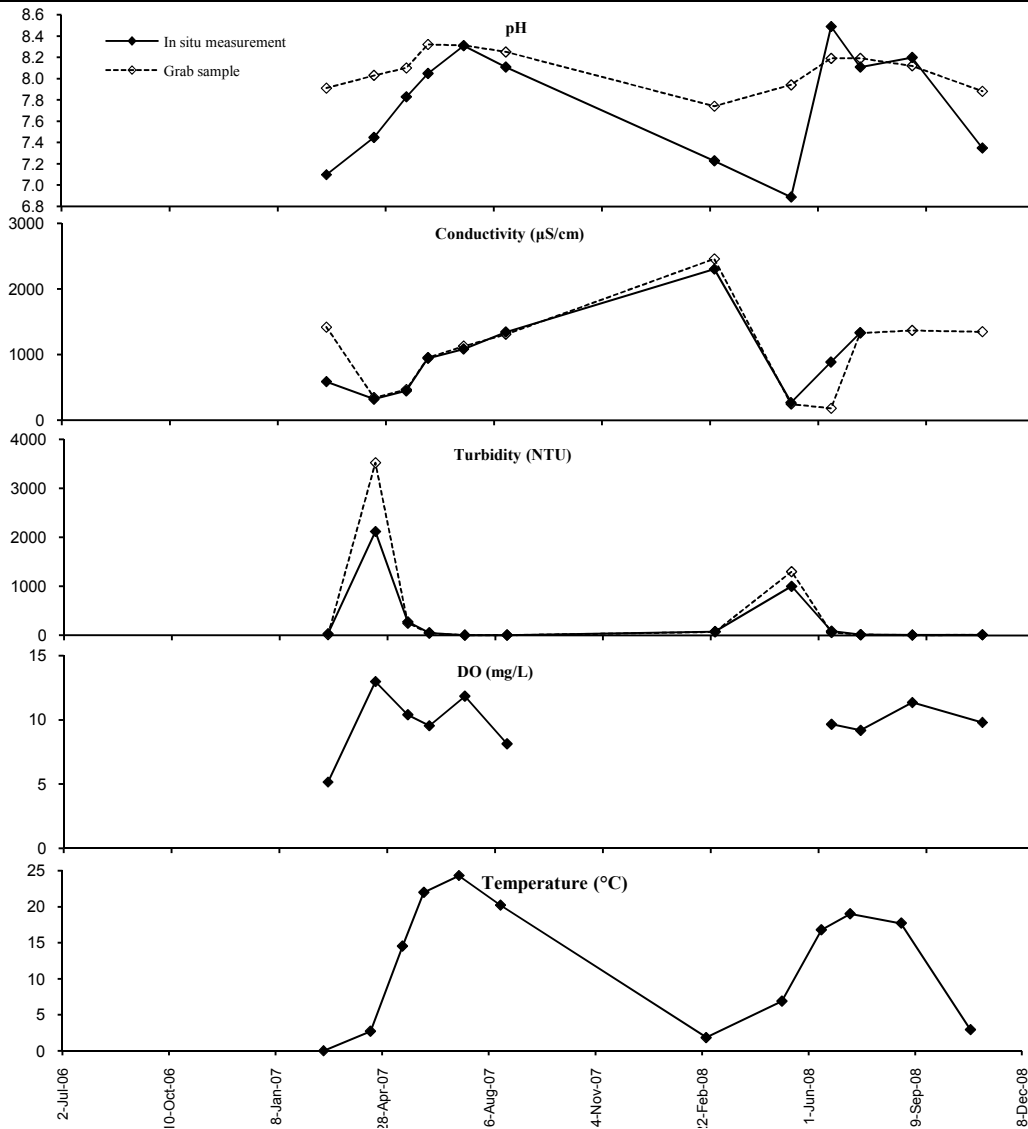 pH
In situ measurement
Grab sample
8.6
8.4
8.2
8.0
7.8
7.6
7.4
7.2
7.0
6.8
Conductivity (µS/cm)
3000
2000
1000
0
Turbidity (NTU)
4000
3000
2000
1000
0
DO (mg/L)
15
10
5
0
Temperature (°C)
25
20
15
10
5
0
2-Jul-06
10-Oct-06
8-Jan-07
28-Apr-07
6-Aug-07
4-Nov-07
22-Feb-08
1-Jun-08
9-Sep-08
8-Dec-08